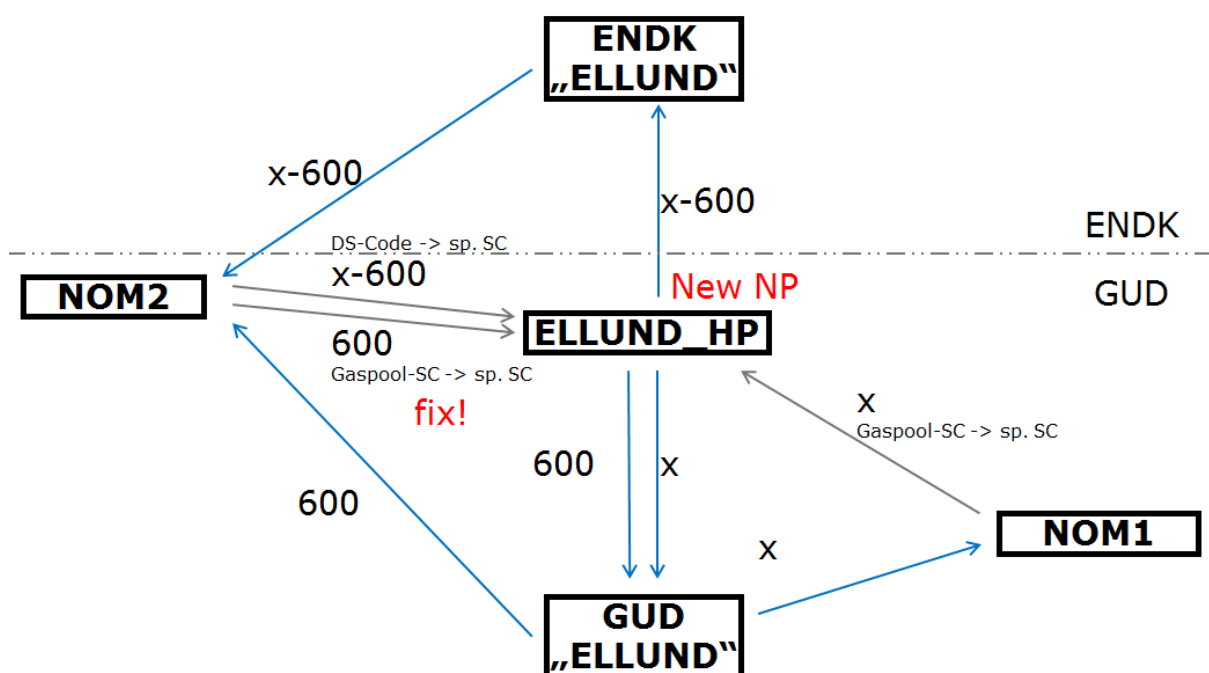 ENDK
„ELLUND“
x-600
x-600
ENDK
DS-Code -> sp. SC
x-600
NOM2
New NP
GUD
ELLUND_HP
600
Gaspool-SC -> sp. SC
fix!
x
Gaspool-SC -> sp. SC
600
x
600
NOM1
x
GUD
„ELLUND“